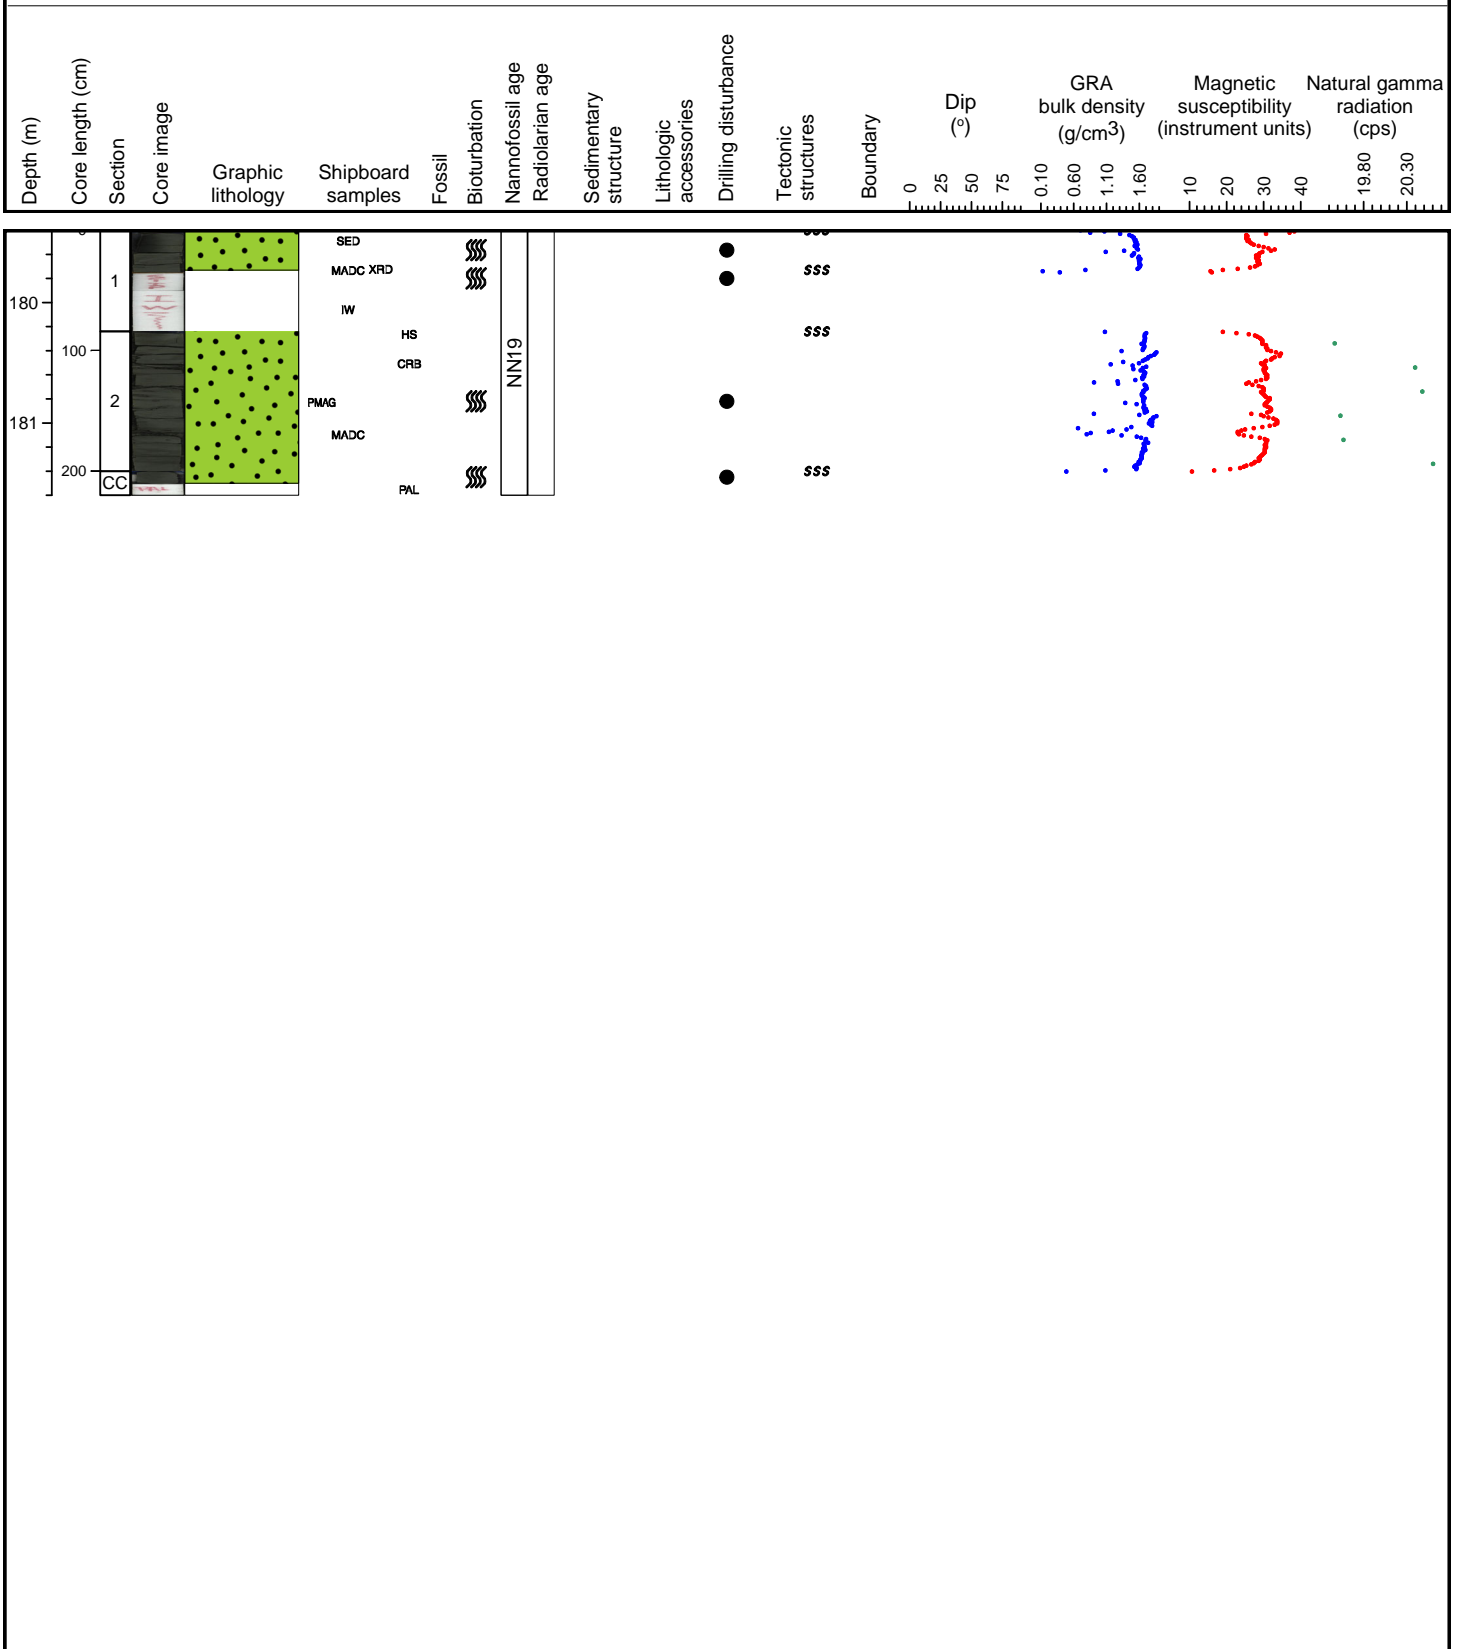 Depth (m)
Core length (cm)
Section
Core image
Graphic
lithology
Shipboard
samples
Fossil
Bioturbation
Nannofossil age
Radiolarian age
Sedimentary
structure
Lithologic
accessories
Drilling disturbance
Tectonic
structures
Boundary
Dip
(o)
0 25 50 75
GRA
bulk density
(g/cm3)
0.10 0.60 1.10 1.60
Magnetic
susceptibility
(instrument units)
10 20 30 40
Natural gamma
radiation
(cps)
19.80 20.30
SED
MADC XRD
sss
1
180
IW
HS
sss
100
CRB
NN19
2
PMAG
181
MADC
200
sss
CC
PAL